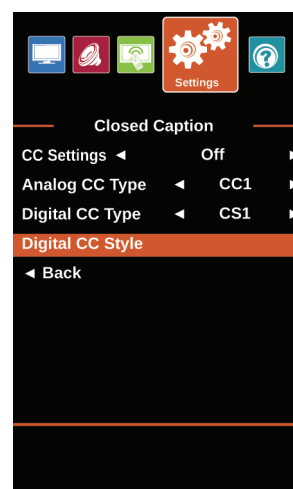 Settings
Closed Caption
CC Settings ◄ Off ►
Analog CC Type ◄ CC1 ►
Digital CC Type ◄ CS1 ►
Digital CC Style
◄ Back